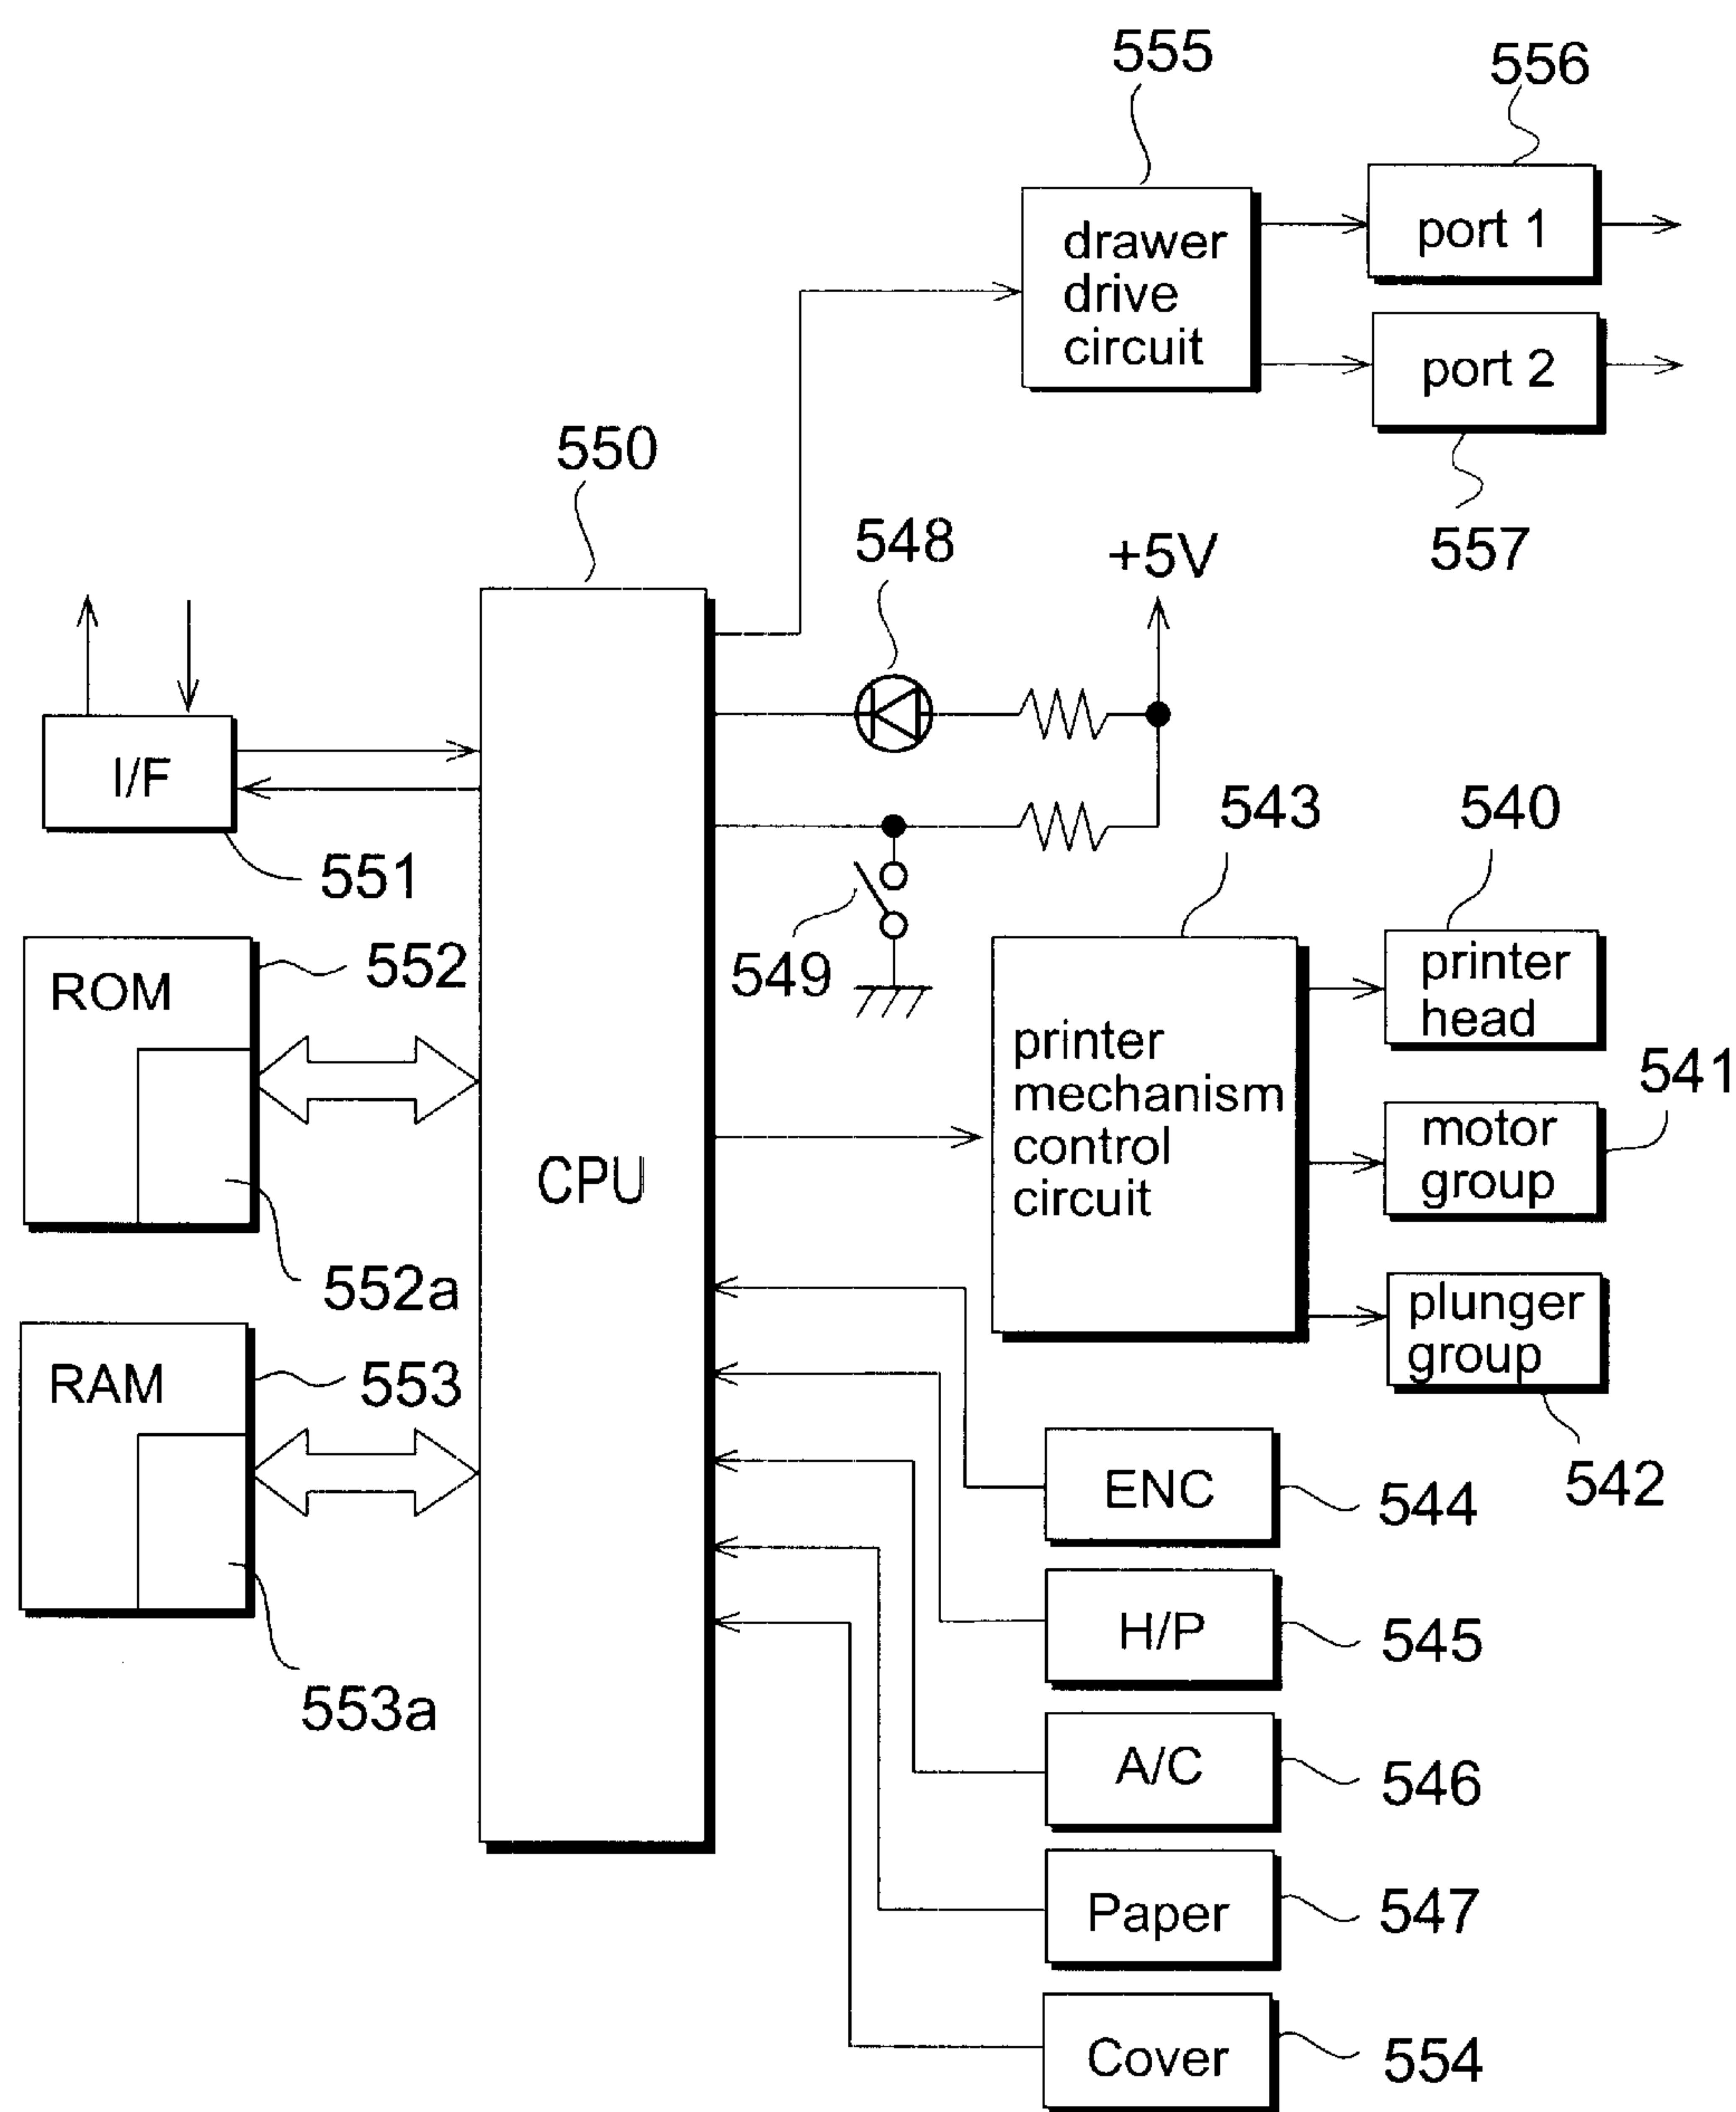 555
556
drawer
drive
circuit
port 1
port 2
557
550
548
+5V
I/F
551
549
543
540
ROM
552
552a
CPU
printer
mechanism
control
circuit
printer
head
541
motor
group
plunger
group
542
RAM
553
553a
ENC
544
H/P
545
A/C
546
Paper
547
Cover
554